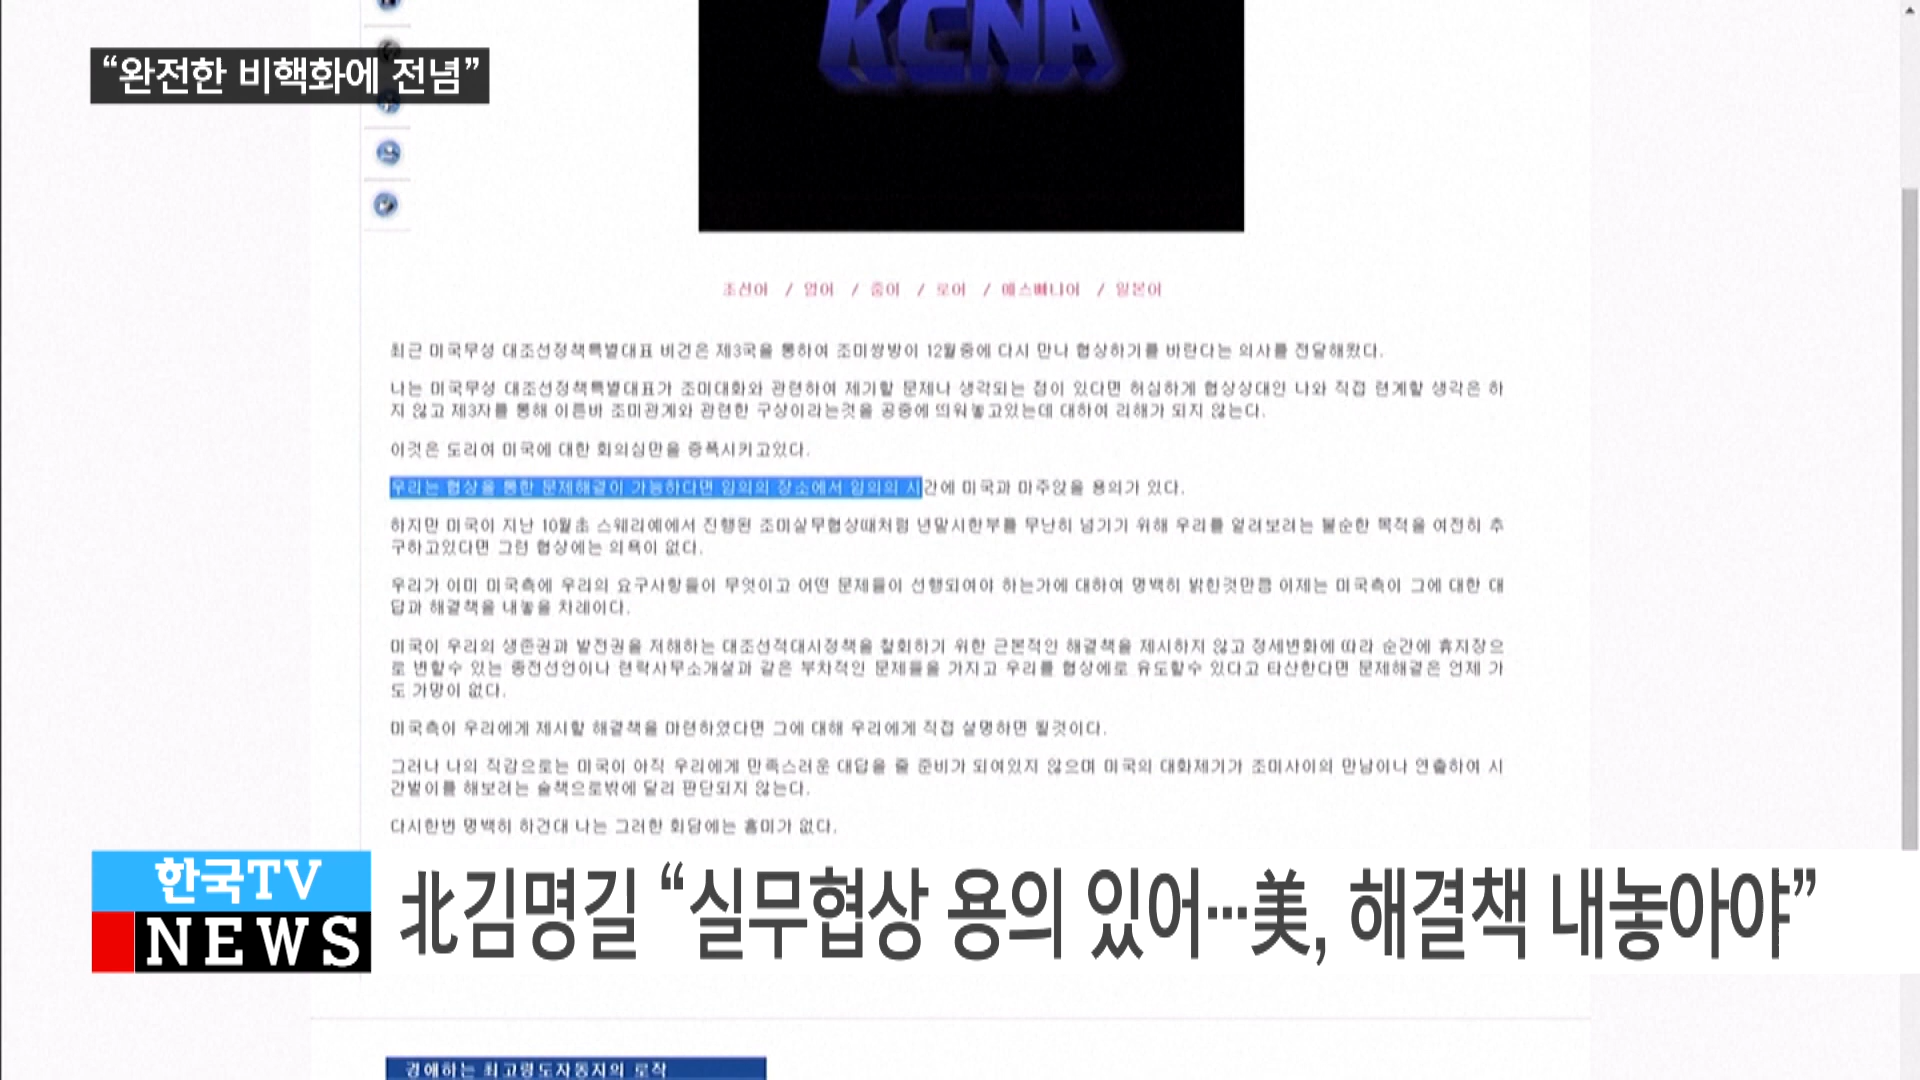 “완전한 비핵화에 전념”
KCNA
조선어 / 영어 / 중어 / 로어 / 에스빠냐어 / 일본어
최근 미국무성 대조선정책특별대표 비건은 제3국을 통하여 조미쌍방이 12월중에 다시 만나 협상하기를 바란다는 의사를 전달해왔다.
나는 미국무성 대조선정책특별대표가 조미대화와 관련하여 제기할 문제나 생각되는 점이 있다면 허심하게 협상상대인 나와 직접 련계할 생각은 하
지 않고 제3자를 통해 이른바 조미관계와 관련한 구상이라는것을 공중에 띄워놓고있는데 대하여 리해가 되지 않는다.
이것은 도리여 미국에 대한 회의심만을 증폭시키고있다.
우리는 협상을 통한 문제해결이 가능하다면 임의의 장소에서 임의의 시간에 미국과 마주앉을 용의가 있다.
하지만 미국이 지난 10월초 스웨리예에서 진행된 조미실무협상때처럼 년말시한부를 무난히 넘기기 위해 우리를 얼려보려는 불순한 목적을 여전히 추
구하고있다면 그런 협상에는 의욕이 없다.
우리가 이미 미국측에 우리의 요구사항들이 무엇이고 어떤 문제들이 선행되여야 하는가에 대하여 명백히 밝힌것만큼 이제는 미국측이 그에 대한 대
답과 해결책을 내놓을 차례이다.
미국이 우리의 생존권과 발전권을 저해하는 대조선적대시정책을 철회하기 위한 근본적인 해결책을 제시하지 않고 정세변화에 따라 순간에 휴지장으
로 변할수 있는 종전선언이나 련락사무소개설과 같은 부차적인 문제들을 가지고 우리를 협상에로 유도할수 있다고 타산한다면 문제해결은 언제 가
도 가망이 없다.
미국측이 우리에게 제시할 해결책을 마련하였다면 그에 대해 우리에게 직접 설명하면 될것이다.
그러나 나의 직감으로는 미국이 아직 우리에게 만족스러운 대답을 줄 준비가 되여있지 않으며 미국의 대화제기가 조미사이의 만남이나 연출하여 시
간벌이를 해보려는 술책으로밖에 달리 판단되지 않는다.
다시한번 명백히 하건대 나는 그러한 회담에는 흥미가 없다.
한국TV
NEWS
北김명길 “실무협상 용의 있어…美, 해결책 내놓아야”
경애하는 최고령도자동지의 로작